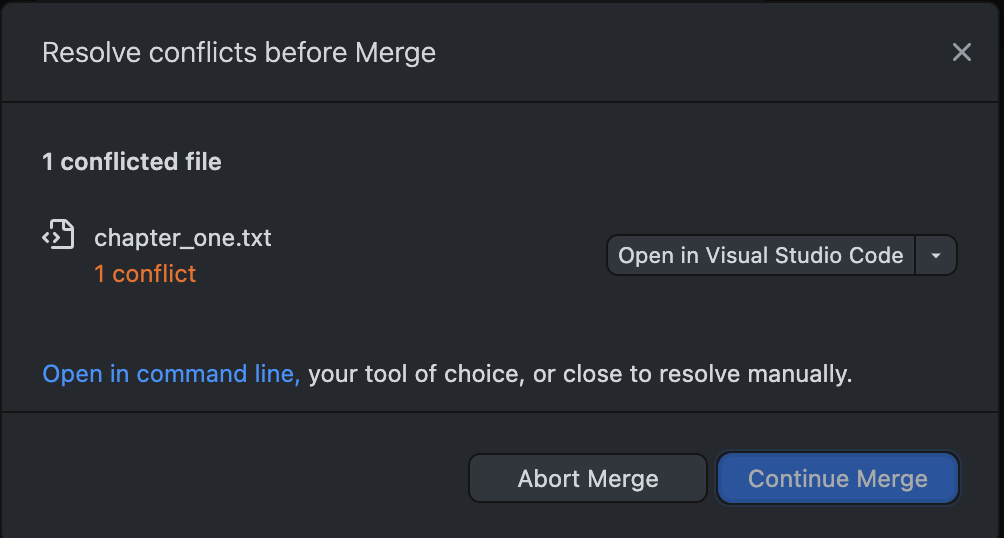 Resolve conflicts before Merge
1 conflicted file
chapter_one.txt
1 conflict
Open in Visual Studio Code
Open in command line, your tool of choice, or close to resolve manually.
Abort Merge
Continue Merge